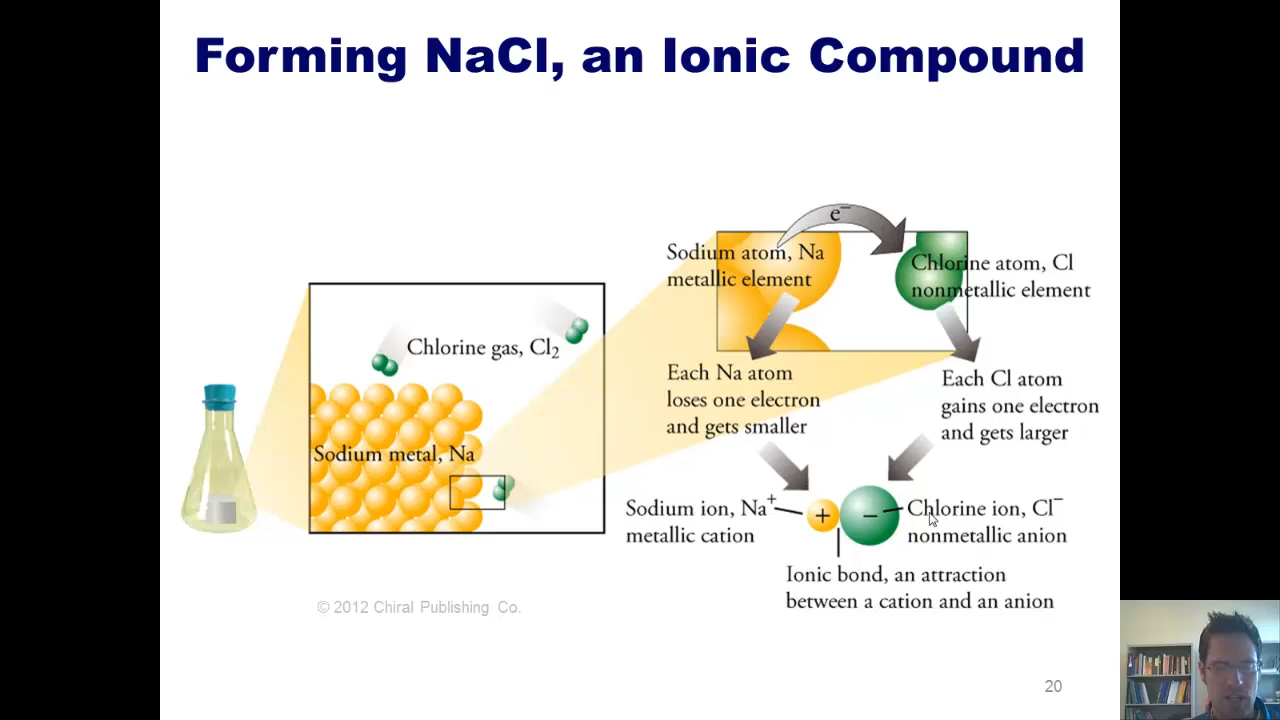 Forming NaCl, an Ionic Compound
e⁻
Sodium atom, Na
metallic element
Chlorine atom, Cl
nonmetallic element
Chlorine gas, Cl₂
Sodium metal, Na
Each Na atom
loses one electron
and gets smaller
Each Cl atom
gains one electron
and gets larger
Sodium ion, Na⁺
metallic cation
+
−
Chlorine ion, Cl⁻
nonmetallic anion
Ionic bond, an attraction
between a cation and an anion
© 2012 Chiral Publishing Co.
20